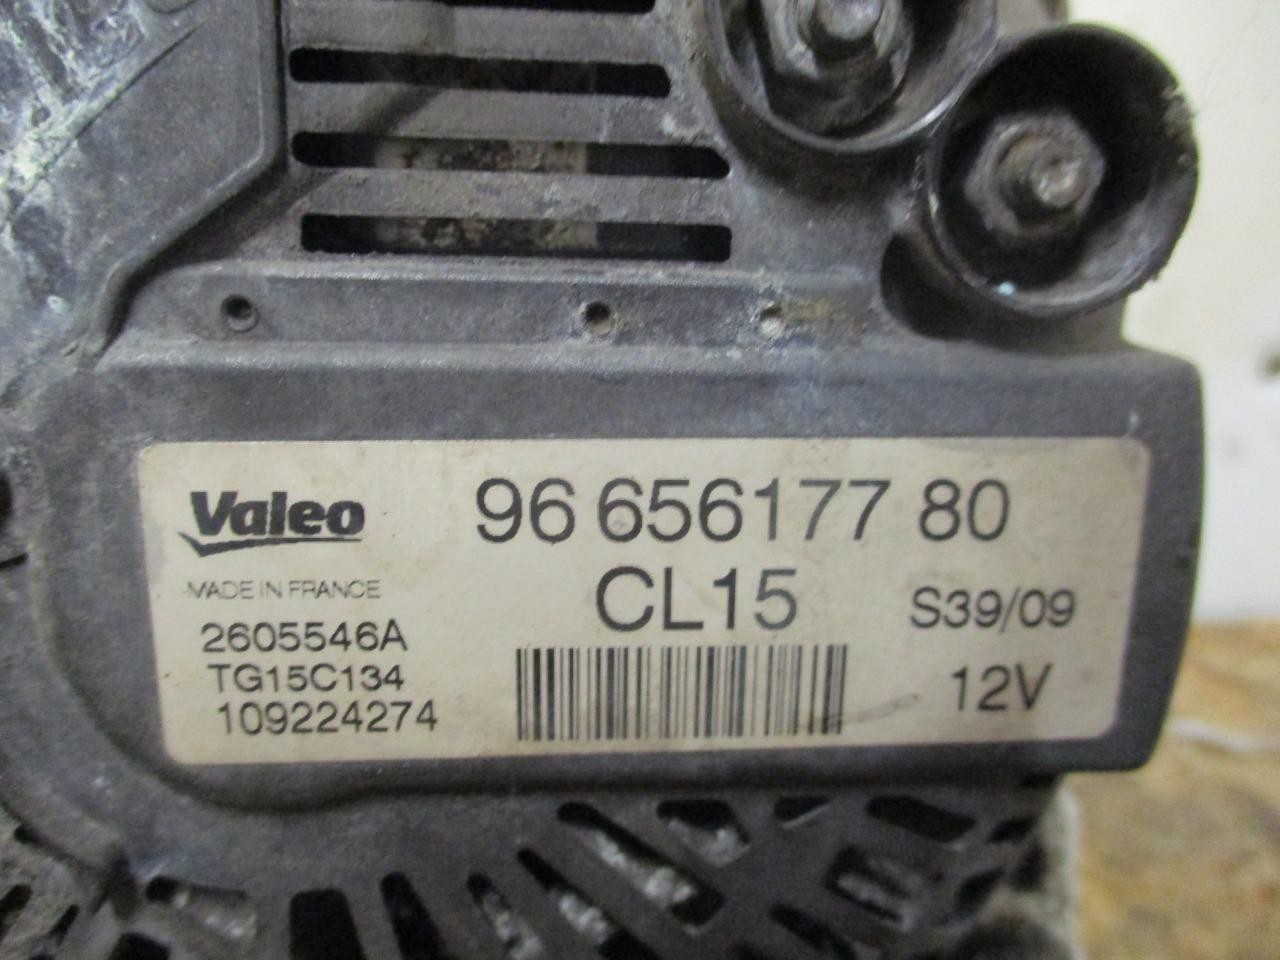 Valeo 96 656177 80
MADE IN FRANCE CL15 S39/09
2605546A
TG15C134 12V
109224274